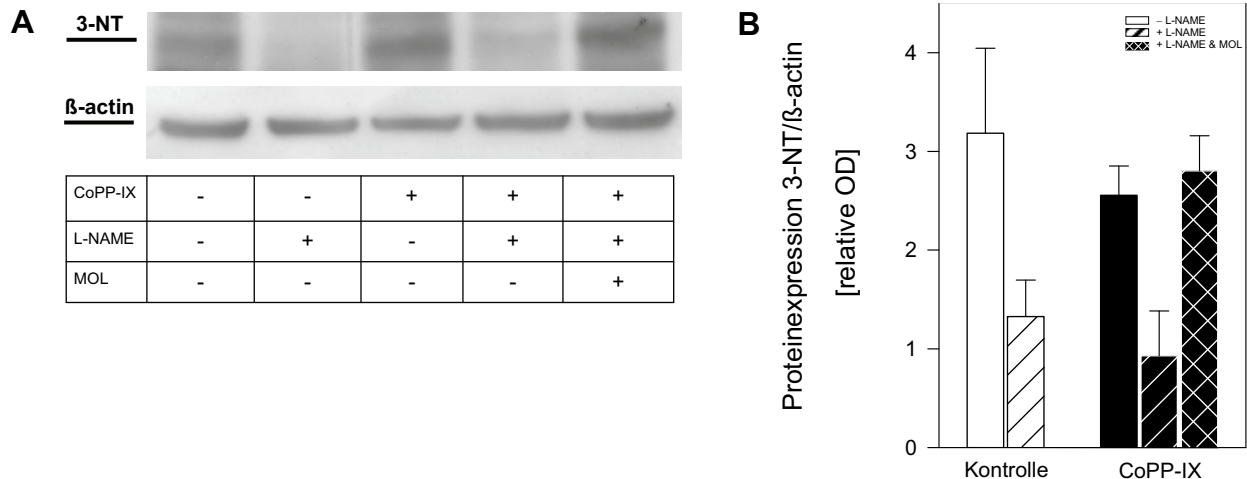 A
3-NT
ß-actin
CoPP-IX - - + + +
L-NAME - + - + +
MOL - - - - +
B
– L-NAME
+ L-NAME
+ L-NAME & MOL
Proteinexpression 3-NT/ß-actin
[relative OD]
4
3
2
1
0
Kontrolle CoPP-IX